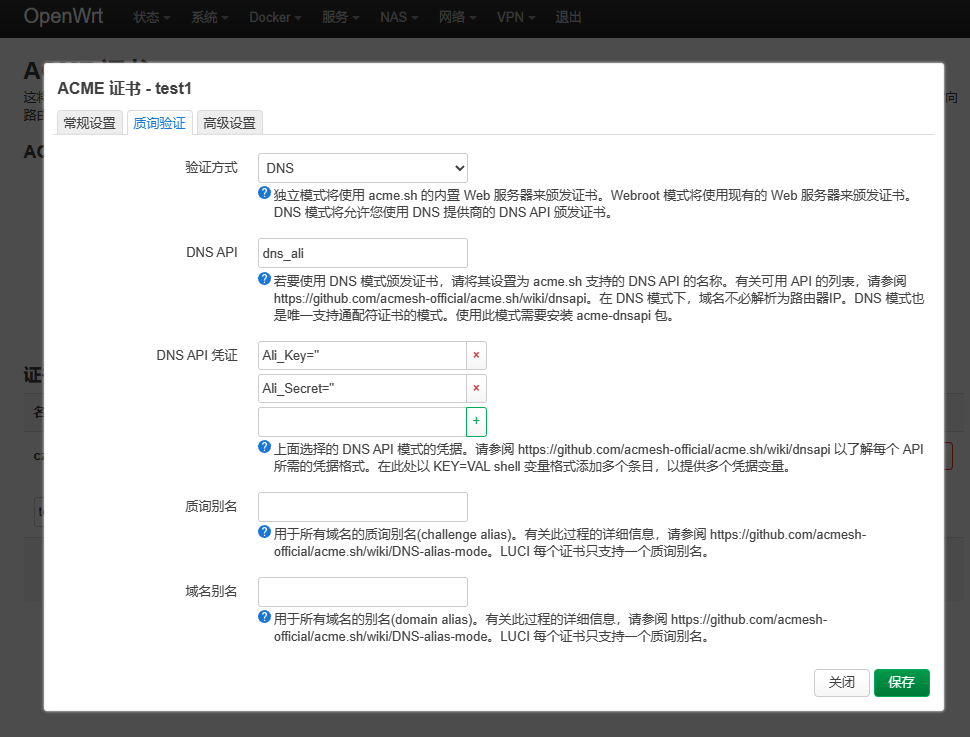 OpenWrt 状态 系统 Docker 服务 NAS 网络 VPN 退出
ACME 证书 - test1
常规设置 质询验证 高级设置
验证方式 DNS
独立模式将使用 acme.sh 的内置 Web 服务器来颁发证书。Webroot 模式将使用现有的 Web 服务器来颁发证书。
DNS 模式将允许您使用 DNS 提供商的 DNS API 颁发证书。
DNS API dns_ali
若要使用 DNS 模式颁发证书，请将其设置为 acme.sh 支持的 DNS API 的名称。有关可用 API 的列表，请参阅
https://github.com/acmesh-official/acme.sh/wiki/dnsapi。在 DNS 模式下，域名不必解析为路由器IP。DNS 模式也
是唯一支持通配符证书的模式。使用此模式需要安装 acme-dnsapi 包。
DNS API 凭证 Ali_Key=" ×
Ali_Secret=" ×
+
上面选择的 DNS API 模式的凭据。请参阅 https://github.com/acmesh-official/acme.sh/wiki/dnsapi 以了解每个 API
所需的凭据格式。在此处以 KEY=VAL shell 变量格式添加多个条目，以提供多个凭据变量。
质询别名
用于所有域名的质询别名(challenge alias)。有关此过程的详细信息，请参阅 https://github.com/acmesh-
official/acme.sh/wiki/DNS-alias-mode。LUCI 每个证书只支持一个质询别名。
域名别名
用于所有域名的别名(domain alias)。有关此过程的详细信息，请参阅 https://github.com/acmesh-
official/acme.sh/wiki/DNS-alias-mode。LUCI 每个证书只支持一个质询别名。
关闭 保存